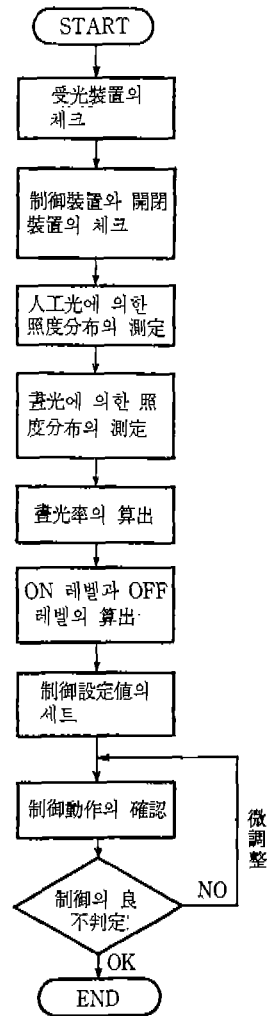 START
受光裝置의
체크
制御裝置와 開閉
裝置의 체크
人工光에 의한
照度分布의 測定
晝光에 의한 照
度分布의 測定
晝光率의 算出
ON 레벨과 OFF
레벨의 算出
制御設定値의
세트
制御動作의 確認
微調整
制御의 良
不判定
NO
OK
END